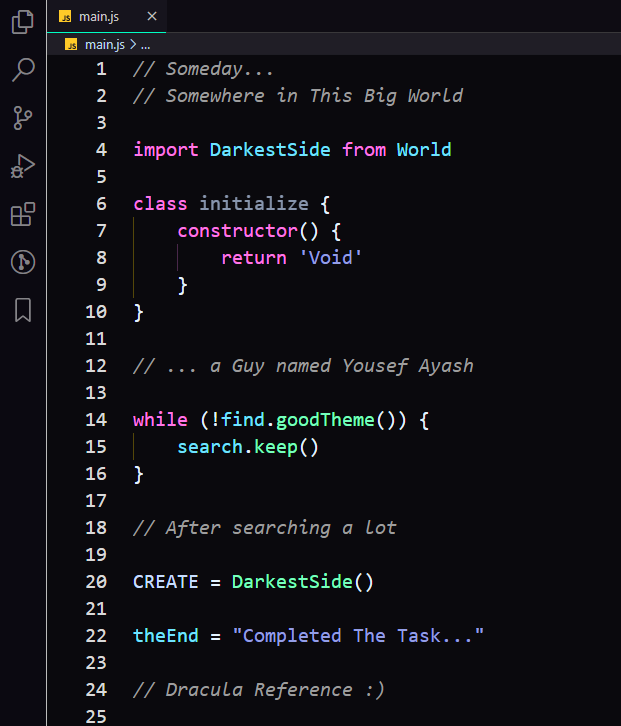 JS main.js ×
JS main.js > ...
1 // Someday...
2 // Somewhere in This Big World
3
4 import DarkestSide from World
5
6 class initialize {
7     constructor() {
8         return 'Void'
9     }
10 }
11
12 // ... a Guy named Yousef Ayash
13
14 while (!find.goodTheme()) {
15     search.keep()
16 }
17
18 // After searching a lot
19
20 CREATE = DarkestSide()
21
22 theEnd = "Completed The Task..."
23
24 // Dracula Reference :)
25